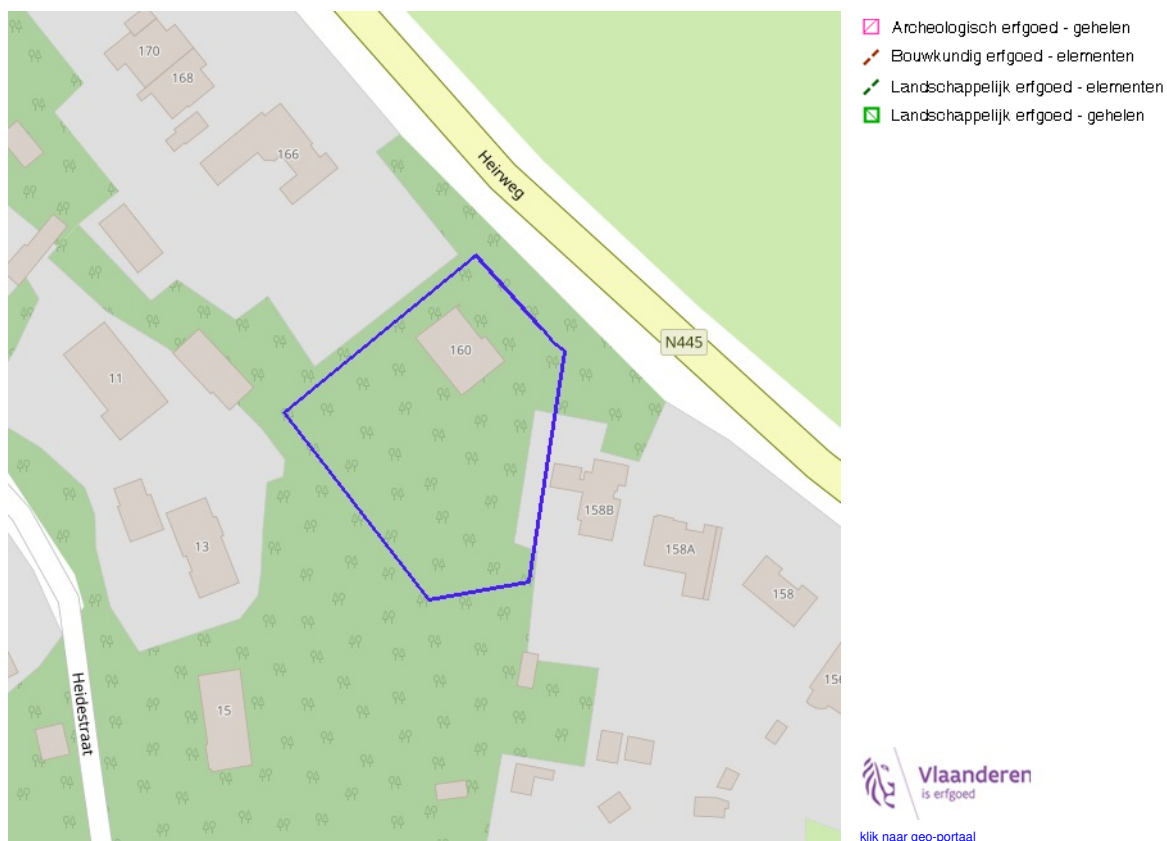 Archeologisch erfgoed - gehelen
Bouwkundig erfgoed - elementen
Landschappelijk erfgoed - elementen
Landschappelijk erfgoed - gehelen
170
168
166
Heirweg
N445
160
11
13
158B
158A
158
156
15
Heidestraat
Vlaanderen
is erfgoed
klik naar geo-portaal